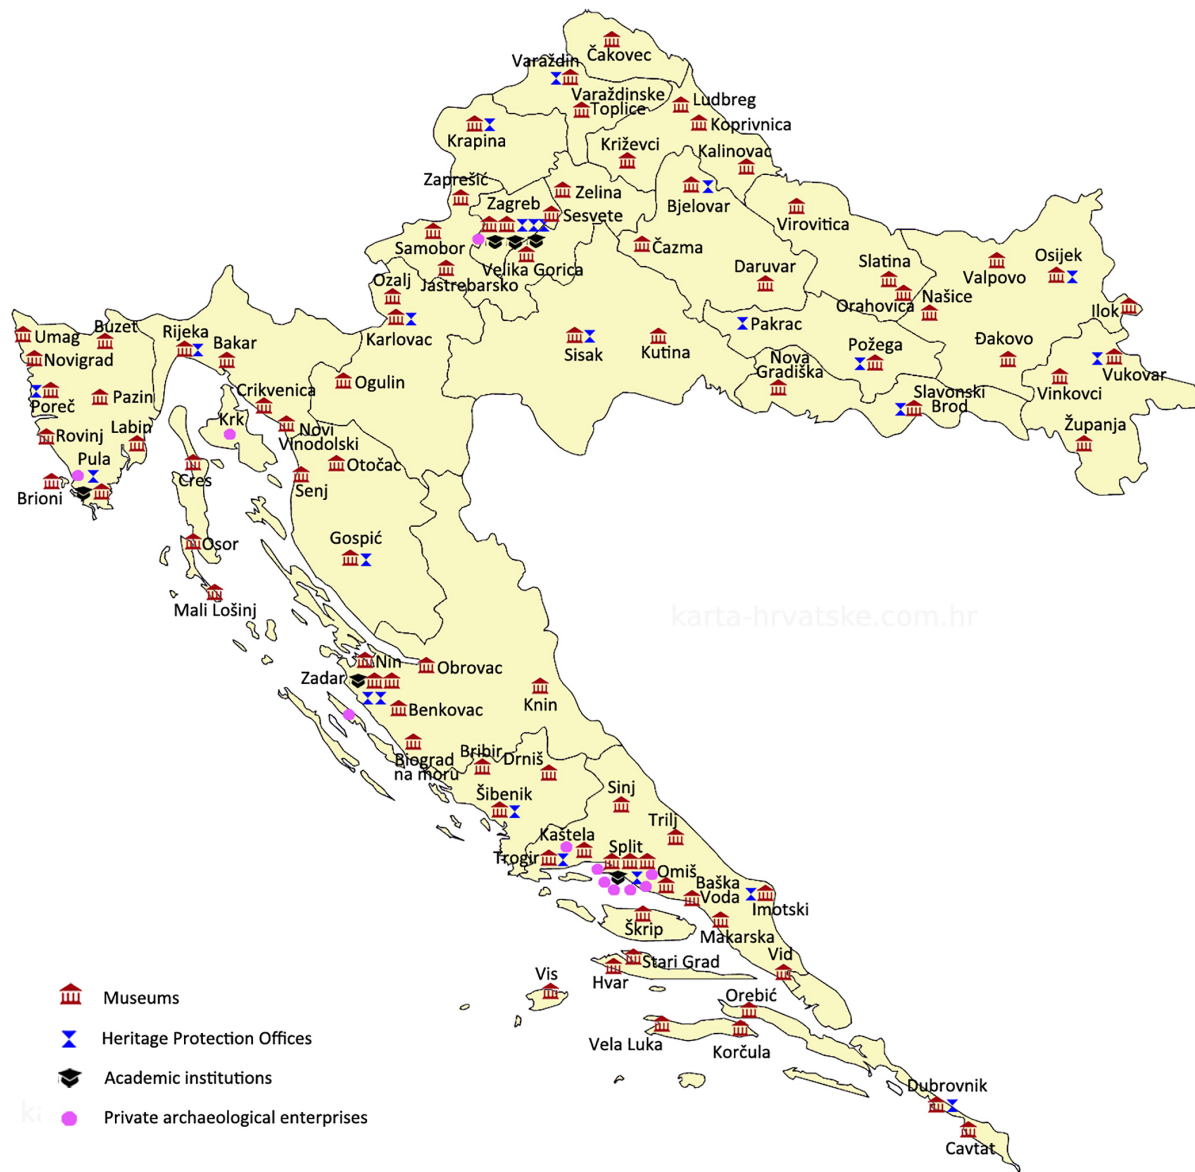 Čakovec
Varaždin
Varaždinske
Toplice
Ludbreg
Koprivnica
Krapina
Križevci
Kalinovac
Zaprešić
Zelina
Bjelovar
Zagreb
Sesvete
Virovitica
Samobor
Čazma
Velika Gorica
Jastrebarsko
Daruvar
Slatina
Valpovo
Osijek
Ozalj
Orahovica
Našice
Ilok
Karlovac
Umag
Buzet
Rijeka
Bakar
Sisak
Kutina
Pakrac
Požega
Đakovo
Novigrad
Nova
Gradiška
Vukovar
Vinkovci
Ogulin
Crikvenica
Slavonski
Brod
Poreč
Pazin
Krk
Novi
Vinodolski
Županja
Rovinj
Labin
Pula
Otočac
Cres
Senj
Brioni
Gospić
Osor
Mali Lošinj
karta-hrvatske.com.hr
Nin
Obrovac
Zadar
Benkovac
Knin
Biograd
na moru
Bribir
Drniš
Šibenik
Sinj
Trilj
Kaštela
Split
Trogir
Omiš
Baška
Voda
Imotski
Škrip
Makarska
Stari Grad
Vid
Hvar
Vis
Orebić
Vela Luka
Korčula
Dubrovnik
Cavtat
Museums
Heritage Protection Offices
Academic institutions
Private archaeological enterprises